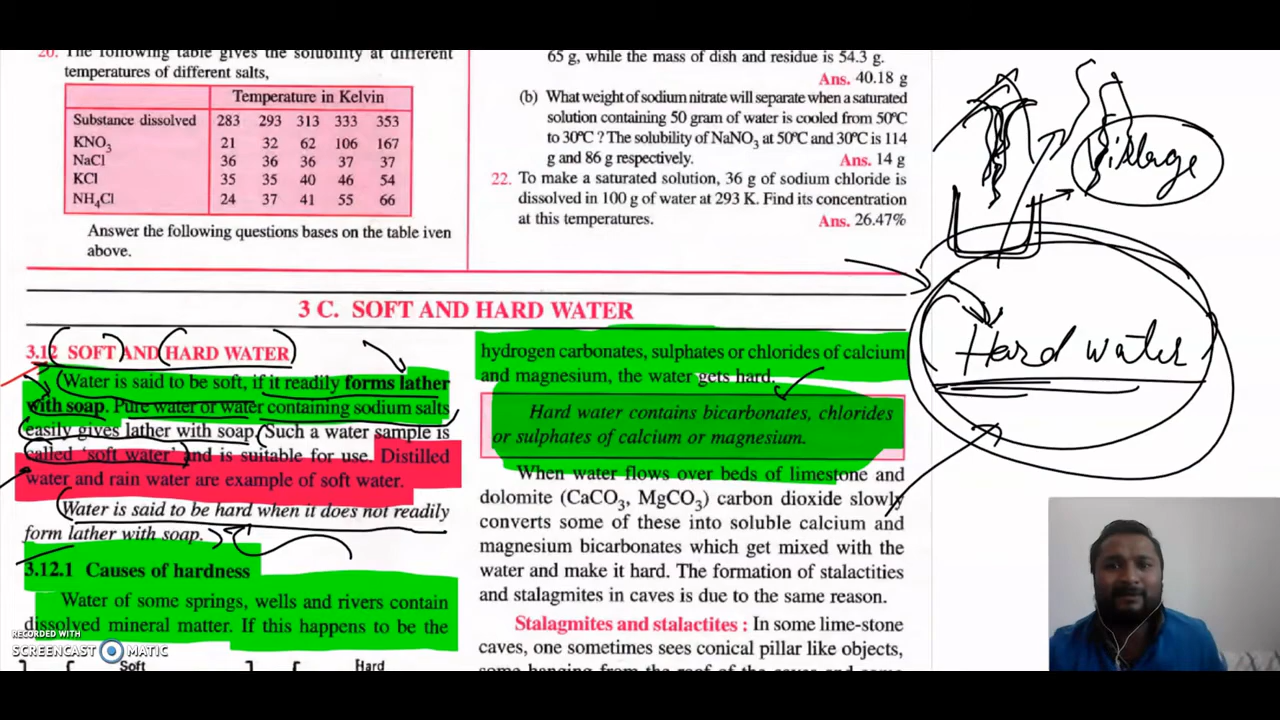 20. The following table gives the solubility at different
temperatures of different salts,
Temperature in Kelvin
Substance dissolved 283 293 313 333 353
KNO3 21 32 62 106 167
NaCl 36 36 36 37 37
KCl 35 35 40 46 54
NH4Cl 24 37 41 55 66
Answer the following questions bases on the table iven
above.
65 g, while the mass of dish and residue is 54.3 g.
Ans. 40.18 g
(b) What weight of sodium nitrate will separate when a saturated
solution containing 50 gram of water is cooled from 50ºC
to 30ºC ? The solubility of NaNO3 at 50ºC and 30ºC is 114
g and 86 g respectively. Ans. 14 g
22. To make a saturated solution, 36 g of sodium chloride is
dissolved in 100 g of water at 293 K. Find its concentration
at this temperatures. Ans. 26.47%
3 C. SOFT AND HARD WATER
3.12 SOFT AND HARD WATER
Water is said to be soft, if it readily forms lather
with soap. Pure water or water containing sodium salts
easily gives lather with soap. Such a water sample is
called ‘soft water’ and is suitable for use. Distilled
water and rain water are example of soft water.
Water is said to be hard when it does not readily
form lather with soap.
3.12.1 Causes of hardness
Water of some springs, wells and rivers contain
dissolved mineral matter. If this happens to be the
Soft Hard
hydrogen carbonates, sulphates or chlorides of calcium
and magnesium, the water gets hard.
Hard water contains bicarbonates, chlorides
or sulphates of calcium or magnesium.
When water flows over beds of limestone and
dolomite (CaCO3, MgCO3) carbon dioxide slowly
converts some of these into soluble calcium and
magnesium bicarbonates which get mixed with the
water and make it hard. The formation of stalactities
and stalagmites in caves is due to the same reason.
Stalagmites and stalactites : In some lime-stone
caves, one sometimes sees conical pillar like objects,
Village
Hard water
RECORDED WITH
SCREENCAST MATIC